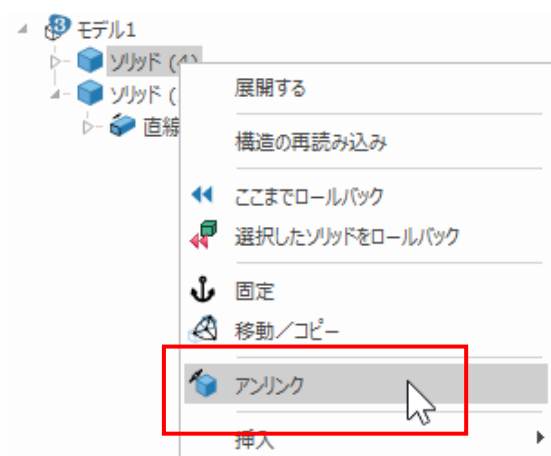 モデル1
ソリッド (4)
ソリッド (
直線
展開する
構造の再読み込み
ここまでロールバック
選択したソリッドをロールバック
固定
移動／コピー
アンリンク
挿入